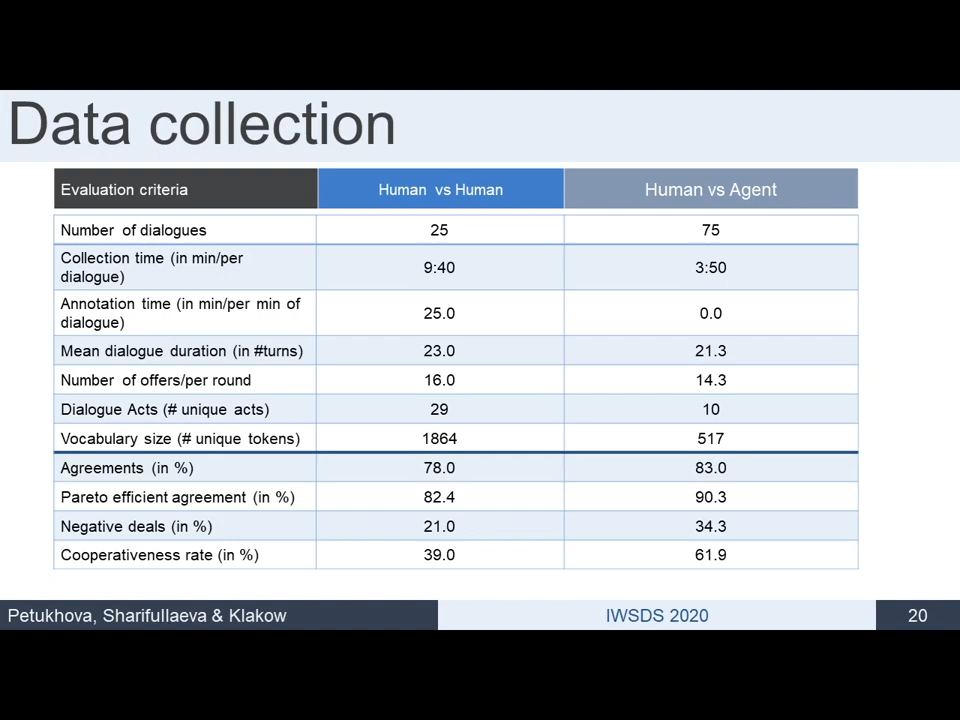 Data collection
Evaluation criteria Human vs Human Human vs Agent
Number of dialogues 25 75
Collection time (in min/per
dialogue) 9:40 3:50
Annotation time (in min/per min of
dialogue) 25.0 0.0
Mean dialogue duration (in #turns) 23.0 21.3
Number of offers/per round 16.0 14.3
Dialogue Acts (# unique acts) 29 10
Vocabulary size (# unique tokens) 1864 517
Agreements (in %) 78.0 83.0
Pareto efficient agreement (in %) 82.4 90.3
Negative deals (in %) 21.0 34.3
Cooperativeness rate (in %) 39.0 61.9
Petukhova, Sharifullaeva & Klakow IWSDS 2020 20